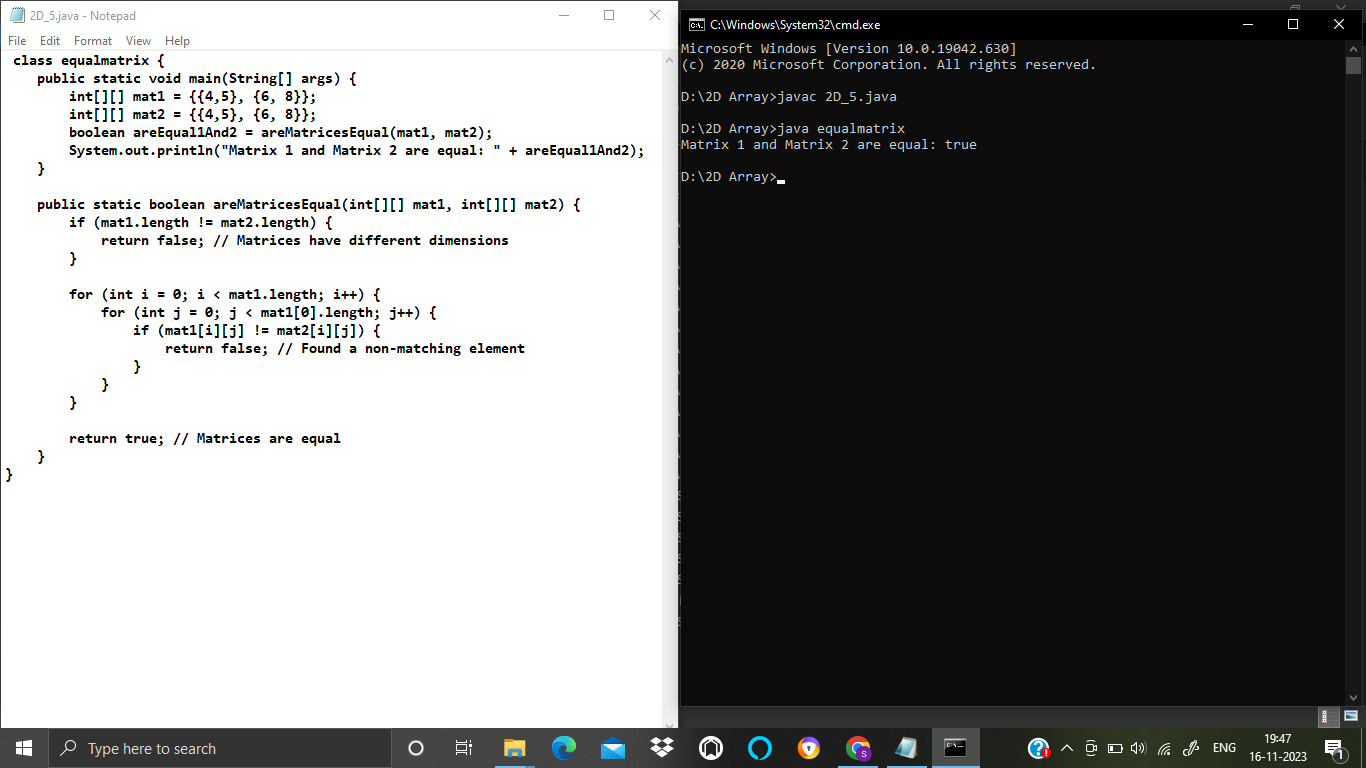 2D_5.java - Notepad
File Edit Format View Help
class equalmatrix {
public static void main(String[] args) {
int[][] mat1 = {{4,5}, {6, 8}};
int[][] mat2 = {{4,5}, {6, 8}};
boolean areEqual1And2 = areMatricesEqual(mat1, mat2);
System.out.println("Matrix 1 and Matrix 2 are equal: " + areEqual1And2);
}
public static boolean areMatricesEqual(int[][] mat1, int[][] mat2) {
if (mat1.length != mat2.length) {
return false; // Matrices have different dimensions
}
for (int i = 0; i < mat1.length; i++) {
for (int j = 0; j < mat1[0].length; j++) {
if (mat1[i][j] != mat2[i][j]) {
return false; // Found a non-matching element
}
}
}
return true; // Matrices are equal
}
}
C:\Windows\System32\cmd.exe
Microsoft Windows [Version 10.0.19042.630]
(c) 2020 Microsoft Corporation. All rights reserved.
D:\2D Array>javac 2D_5.java
D:\2D Array>java equalmatrix
Matrix 1 and Matrix 2 are equal: true
D:\2D Array>
Type here to search
ENG
19:47
16-11-2023
1